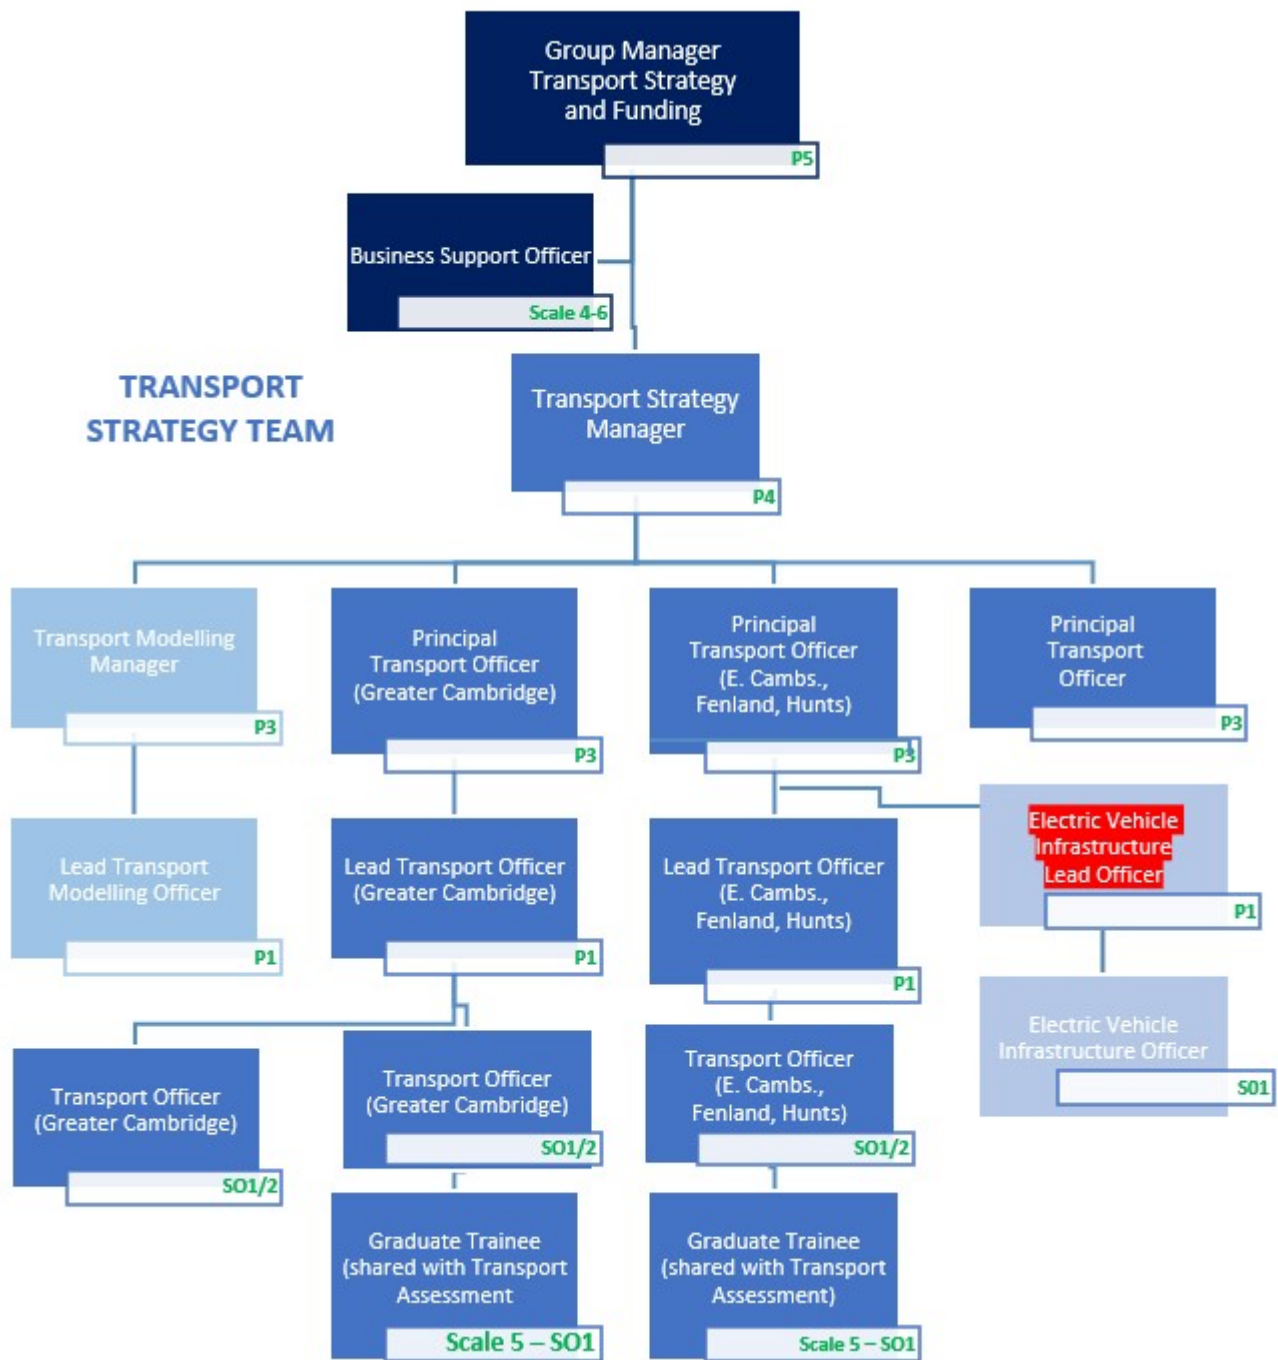 Group Manager
Transport Strategy
and Funding
P5
Business Support Officer
Scale 4-6
TRANSPORT
STRATEGY TEAM
Transport Strategy
Manager
P4
Transport Modelling
Manager
P3
Principal
Transport Officer
(Greater Cambridge)
P3
Principal
Transport Officer
(E. Cambs.,
Fenland, Hunts)
P3
Principal
Transport
Officer
P3
Lead Transport
Modelling Officer
P1
Lead Transport Officer
(Greater Cambridge)
P1
Lead Transport Officer
(E. Cambs.,
Fenland, Hunts)
P1
Electric Vehicle
Infrastructure
Lead Officer
P1
Transport Officer
(Greater Cambridge)
SO1/2
Transport Officer
(Greater Cambridge)
SO1/2
Transport Officer
(E. Cambs.,
Fenland, Hunts)
SO1/2
Electric Vehicle
Infrastructure Officer
S01
Graduate Trainee
(shared with Transport
Assessment
Scale 5 – SO1
Graduate Trainee
(shared with Transport
Assessment)
Scale 5 – SO1